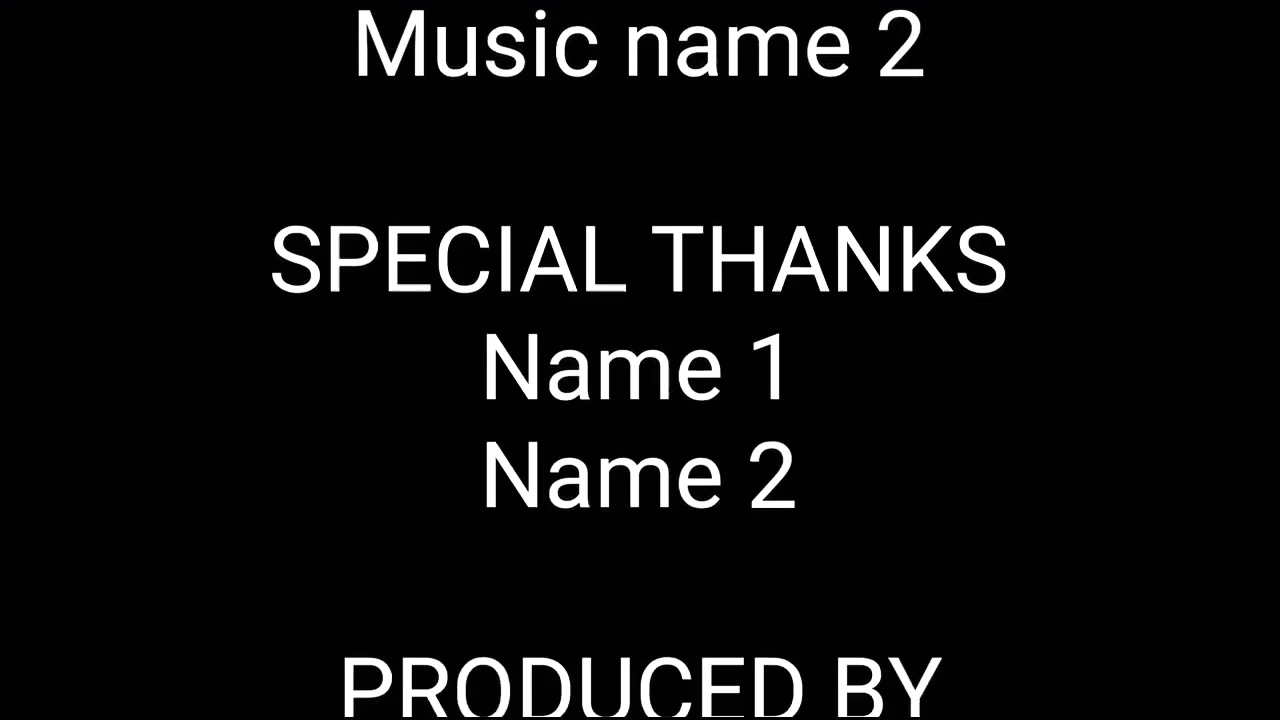 Music name 2
SPECIAL THANKS
Name 1
Name 2
PRODUCED BY